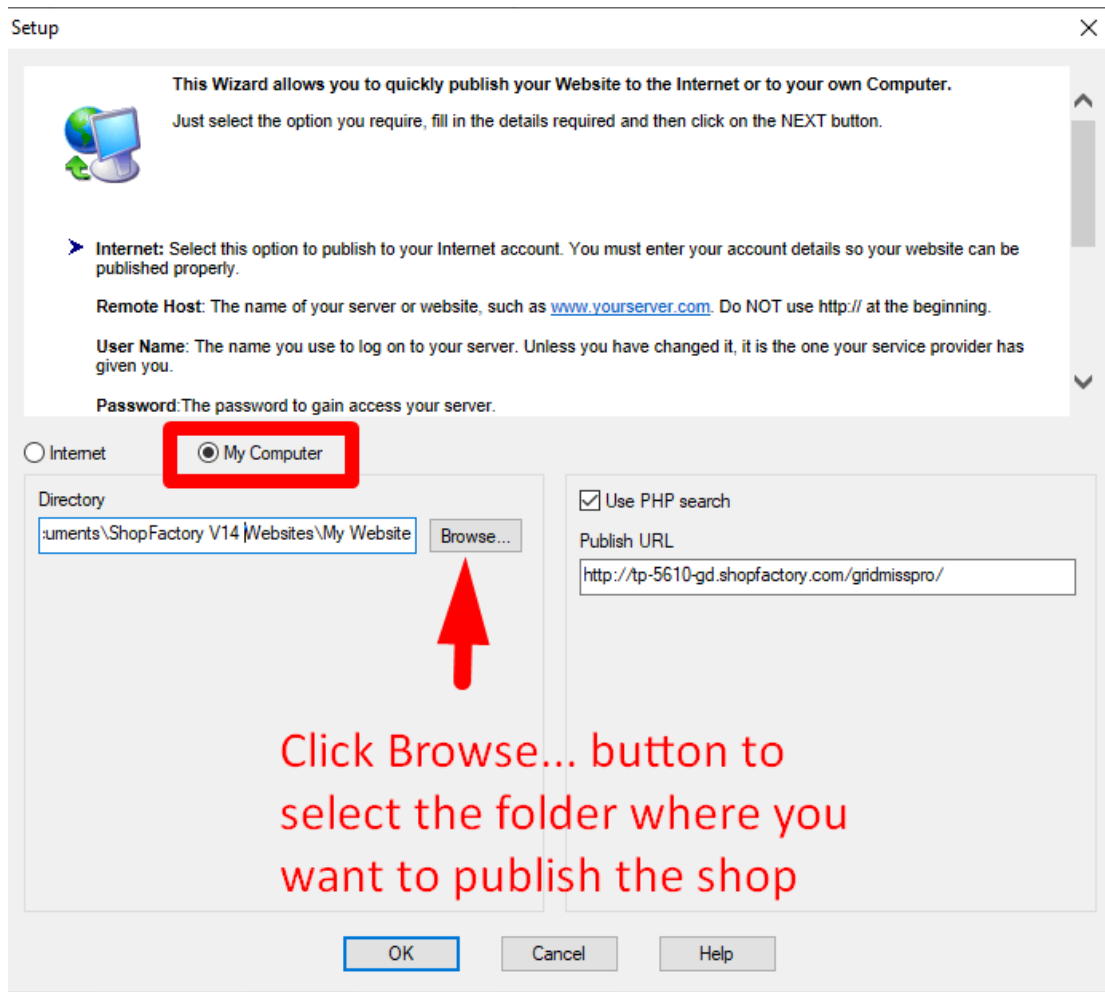 Setup
This Wizard allows you to quickly publish your Website to the Internet or to your own Computer.
Just select the option you require, fill in the details required and then click on the NEXT button.
Internet: Select this option to publish to your Internet account. You must enter your account details so your website can be
published properly.
Remote Host: The name of your server or website, such as www.yourserver.com. Do NOT use http:// at the beginning.
User Name: The name you use to log on to your server. Unless you have changed it, it is the one your service provider has
given you.
Password:The password to gain access your server.
Internet
My Computer
Directory
:uments\ShopFactory V14 Websites\My Website
Browse...
Use PHP search
Publish URL
http://tp-5610-gd.shopfactory.com/gridmisspro/
Click Browse... button to
select the folder where you
want to publish the shop
OK
Cancel
Help